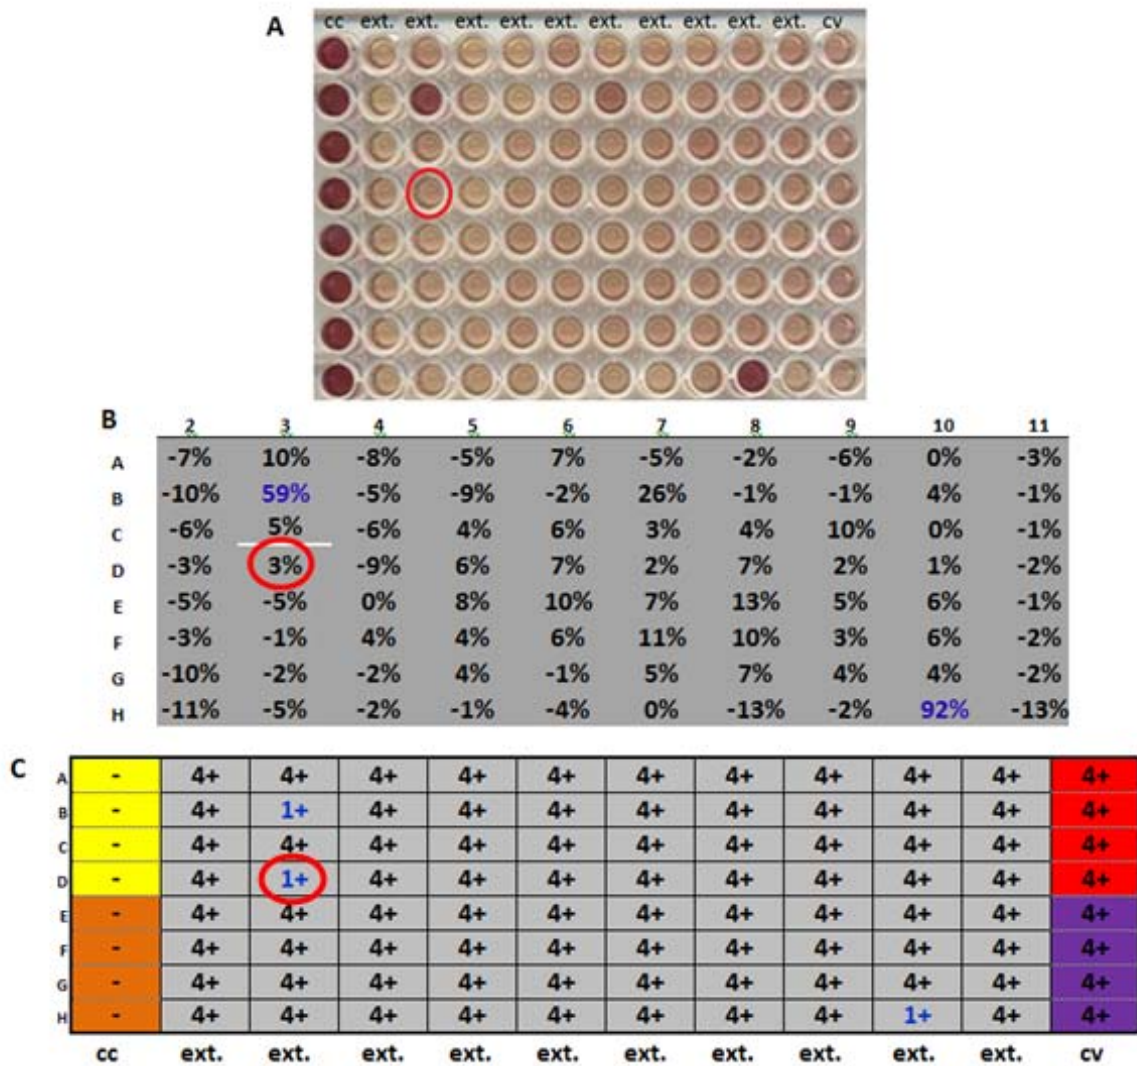 A
cc ext. ext. ext. ext. ext. ext. ext. ext. ext. ext. cv
B
2 3 4 5 6 7 8 9 10 11
A -7% 10% -8% -5% 7% -5% -2% -6% 0% -3%
B -10% 59% -5% -9% -2% 26% -1% -1% 4% -1%
C -6% 5% -6% 4% 6% 3% 4% 10% 0% -1%
D -3% 3% -9% 6% 7% 2% 7% 2% 1% -2%
E -5% -5% 0% 8% 10% 7% 13% 5% 6% -1%
F -3% -1% 4% 4% 6% 11% 10% 3% 6% -2%
G -10% -2% -2% 4% -1% 5% 7% 4% 4% -2%
H -11% -5% -2% -1% -4% 0% -13% -2% 92% -13%
C
A - 4+ 4+ 4+ 4+ 4+ 4+ 4+ 4+ 4+ 4+ 4+
B - 4+ 1+ 4+ 4+ 4+ 4+ 4+ 4+ 4+ 4+ 4+
C - 4+ 4+ 4+ 4+ 4+ 4+ 4+ 4+ 4+ 4+ 4+
D - 4+ 1+ 4+ 4+ 4+ 4+ 4+ 4+ 4+ 4+ 4+
E - 4+ 4+ 4+ 4+ 4+ 4+ 4+ 4+ 4+ 4+ 4+
F - 4+ 4+ 4+ 4+ 4+ 4+ 4+ 4+ 4+ 4+ 4+
G - 4+ 4+ 4+ 4+ 4+ 4+ 4+ 4+ 4+ 4+ 4+
H - 4+ 4+ 4+ 4+ 4+ 4+ 4+ 4+ 1+ 4+ 4+
cc ext. ext. ext. ext. ext. ext. ext. ext. ext. ext. cv